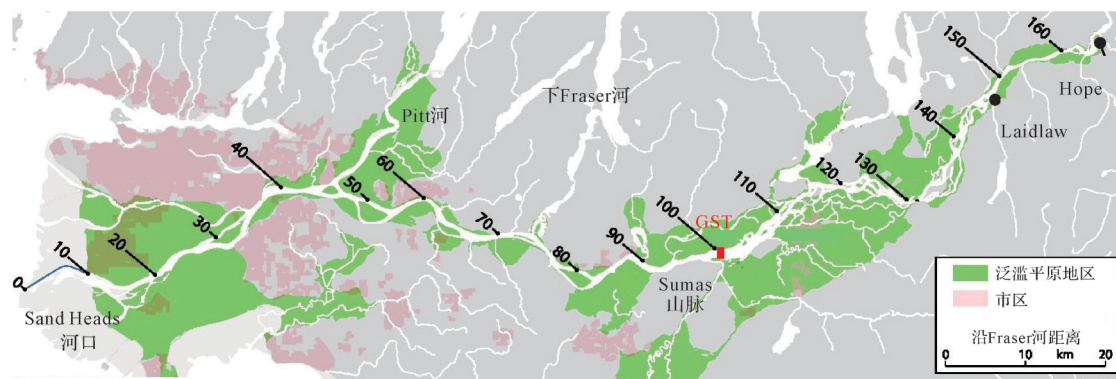 0
10
20
30
40
50
60
70
80
90
100
110
120
130
140
150
160
Sand Heads
河口
Pitt河
下Fraser河
GST
Sumas
山脉
Hope
Laidlaw
泛滥平原地区
市区
沿Fraser河距离
0 10 km 20